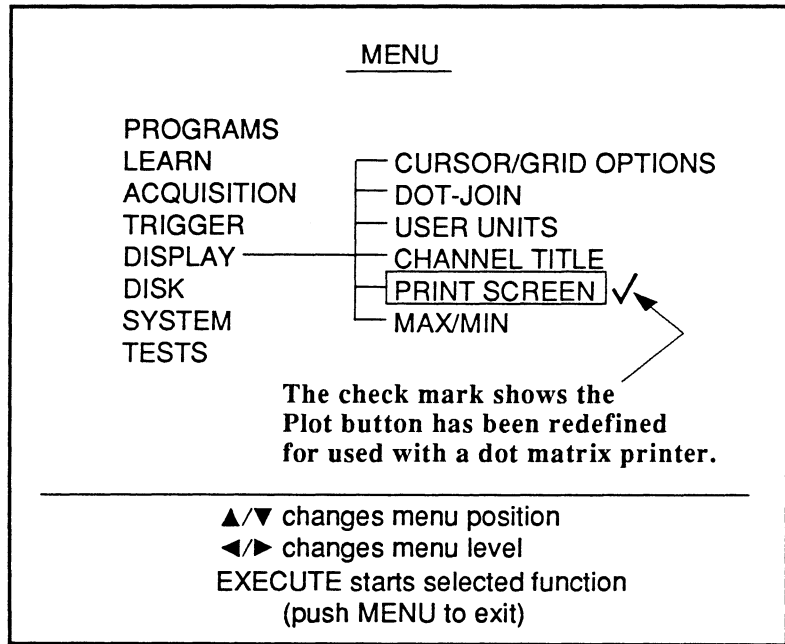 MENU
PROGRAMS
LEARN
ACQUISITION
TRIGGER
DISPLAY
DISK
SYSTEM
TESTS
CURSOR/GRID OPTIONS
DOT-JOIN
USER UNITS
CHANNEL TITLE
PRINT SCREEN ✓
MAX/MIN
The check mark shows the
Plot button has been redefined
for used with a dot matrix printer.
▲/▼ changes menu position
◄/► changes menu level
EXECUTE starts selected function
(push MENU to exit)